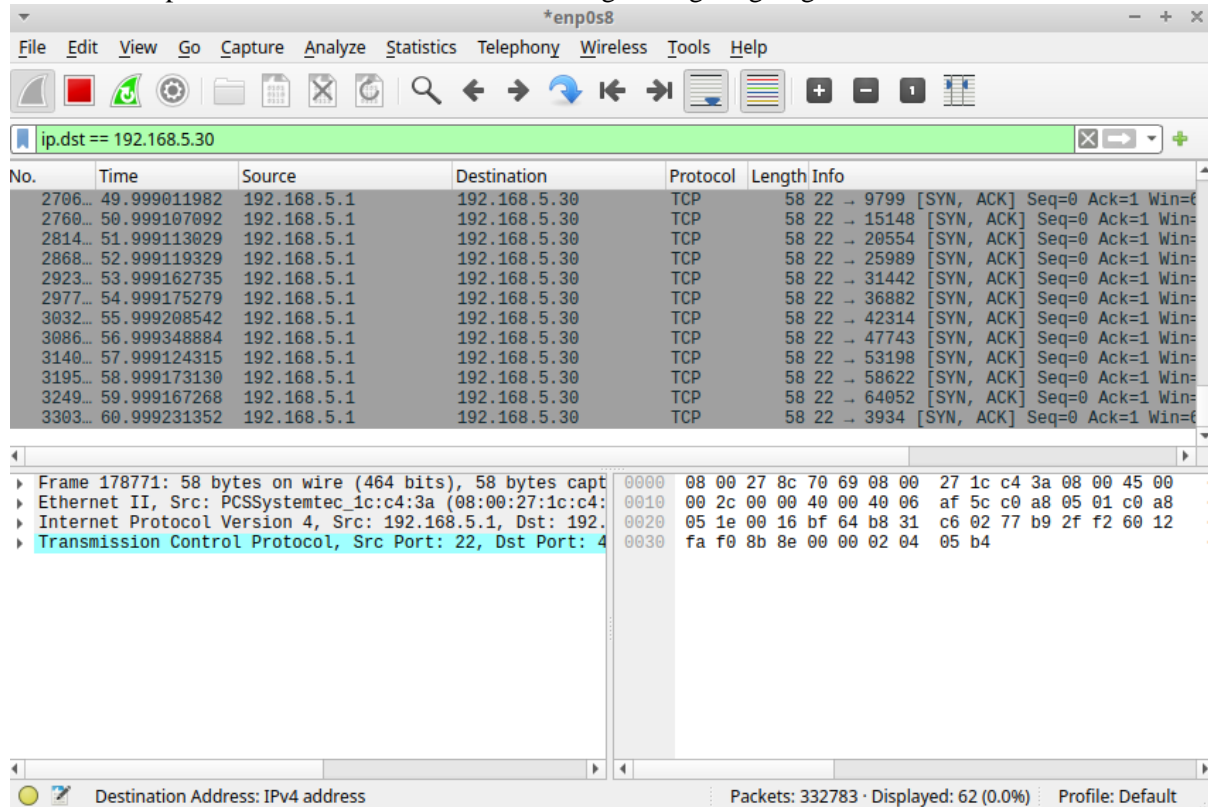 *enp0s8
File Edit View Go Capture Analyze Statistics Telephony Wireless Tools Help
ip.dst == 192.168.5.30
No. Time Source Destination Protocol Length Info
2706… 49.999011982 192.168.5.1 192.168.5.30 TCP 58 22 → 9799 [SYN, ACK] Seq=0 Ack=1 Win=6
2760… 50.999107092 192.168.5.1 192.168.5.30 TCP 58 22 → 15148 [SYN, ACK] Seq=0 Ack=1 Win=
2814… 51.999113029 192.168.5.1 192.168.5.30 TCP 58 22 → 20554 [SYN, ACK] Seq=0 Ack=1 Win=
2868… 52.999119329 192.168.5.1 192.168.5.30 TCP 58 22 → 25989 [SYN, ACK] Seq=0 Ack=1 Win=
2923… 53.999162735 192.168.5.1 192.168.5.30 TCP 58 22 → 31442 [SYN, ACK] Seq=0 Ack=1 Win=
2977… 54.999175279 192.168.5.1 192.168.5.30 TCP 58 22 → 36882 [SYN, ACK] Seq=0 Ack=1 Win=
3032… 55.999208542 192.168.5.1 192.168.5.30 TCP 58 22 → 42314 [SYN, ACK] Seq=0 Ack=1 Win=
3086… 56.999348884 192.168.5.1 192.168.5.30 TCP 58 22 → 47743 [SYN, ACK] Seq=0 Ack=1 Win=
3140… 57.999124315 192.168.5.1 192.168.5.30 TCP 58 22 → 53198 [SYN, ACK] Seq=0 Ack=1 Win=
3195… 58.999173130 192.168.5.1 192.168.5.30 TCP 58 22 → 58622 [SYN, ACK] Seq=0 Ack=1 Win=
3249… 59.999167268 192.168.5.1 192.168.5.30 TCP 58 22 → 64052 [SYN, ACK] Seq=0 Ack=1 Win=
3303… 60.999231352 192.168.5.1 192.168.5.30 TCP 58 22 → 3934 [SYN, ACK] Seq=0 Ack=1 Win=6
Frame 178771: 58 bytes on wire (464 bits), 58 bytes capt
Ethernet II, Src: PCSSystemtec_1c:c4:3a (08:00:27:1c:c4:
Internet Protocol Version 4, Src: 192.168.5.1, Dst: 192.
Transmission Control Protocol, Src Port: 22, Dst Port: 4
0000 08 00 27 8c 70 69 08 00 27 1c c4 3a 08 00 45 00
0010 00 2c 00 00 40 00 40 06 af 5c c0 a8 05 01 c0 a8
0020 05 1e 00 16 bf 64 b8 31 c6 02 77 b9 2f f2 60 12
0030 fa f0 8b 8e 00 00 02 04 05 b4
Destination Address: IPv4 address Packets: 332783 · Displayed: 62 (0.0%) Profile: Default